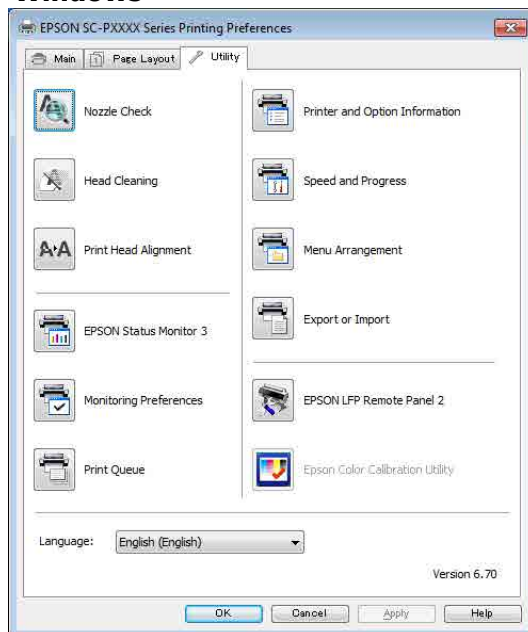 Windows
EPSON SC-PXXXX Series Printing Preferences
Main
Page Layout
Utility
Nozzle Check
Printer and Option Information
Head Cleaning
Speed and Progress
Print Head Alignment
Menu Arrangement
EPSON Status Monitor 3
Export or Import
Monitoring Preferences
EPSON LFP Remote Panel 2
Print Queue
Epson Color Calibration Utility
Language:
English (English)
Version 6.70
OK
Cancel
Apply
Help